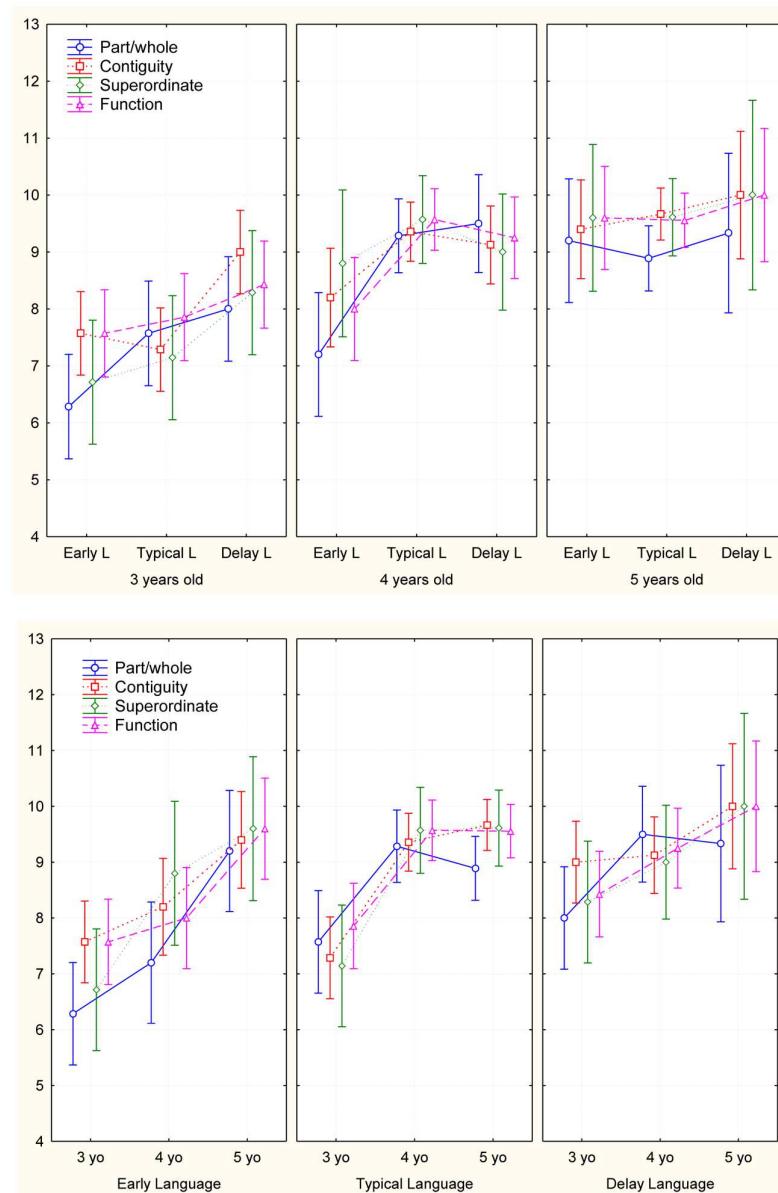 13
12
11
10
9
8
7
6
5
4
Part/whole
Contiguity
Superordinate
Function
Early L Typical L Delay L Early L Typical L Delay L Early L Typical L Delay L
3 years old 4 years old 5 years old
13
12
11
10
9
8
7
6
5
4
Part/whole
Contiguity
Superordinate
Function
3 yo 4 yo 5 yo 3 yo 4 yo 5 yo 3 yo 4 yo 5 yo
Early Language Typical Language Delay Language